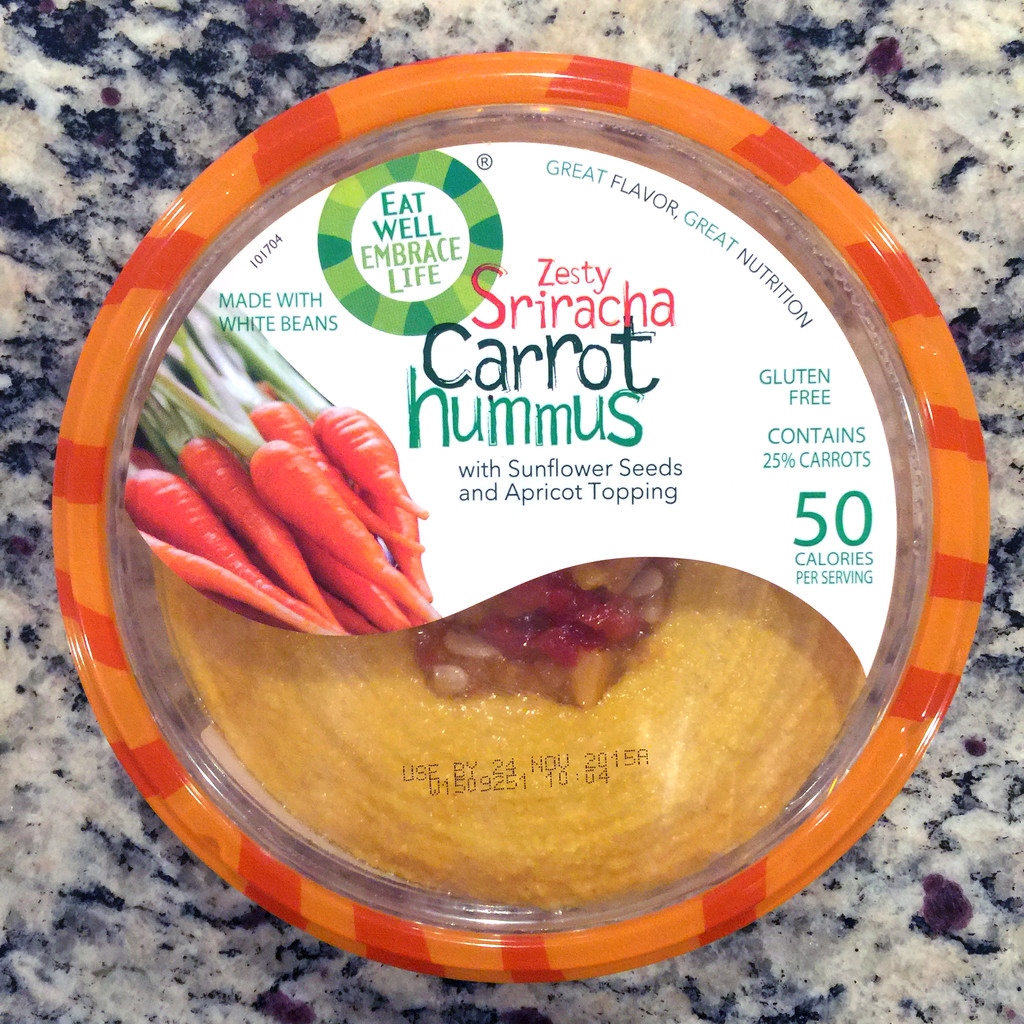 ®
EAT
WELL
EMBRACE
LIFE
GREAT FLAVOR, GREAT NUTRITION
101704
MADE WITH
WHITE BEANS
Zesty
Sriracha
Carrot
hummus
with Sunflower Seeds
and Apricot Topping
GLUTEN
FREE
CONTAINS
25% CARROTS
50
CALORIES
PER SERVING
USE BY 24 NOV 2015A
W1509251 10:04